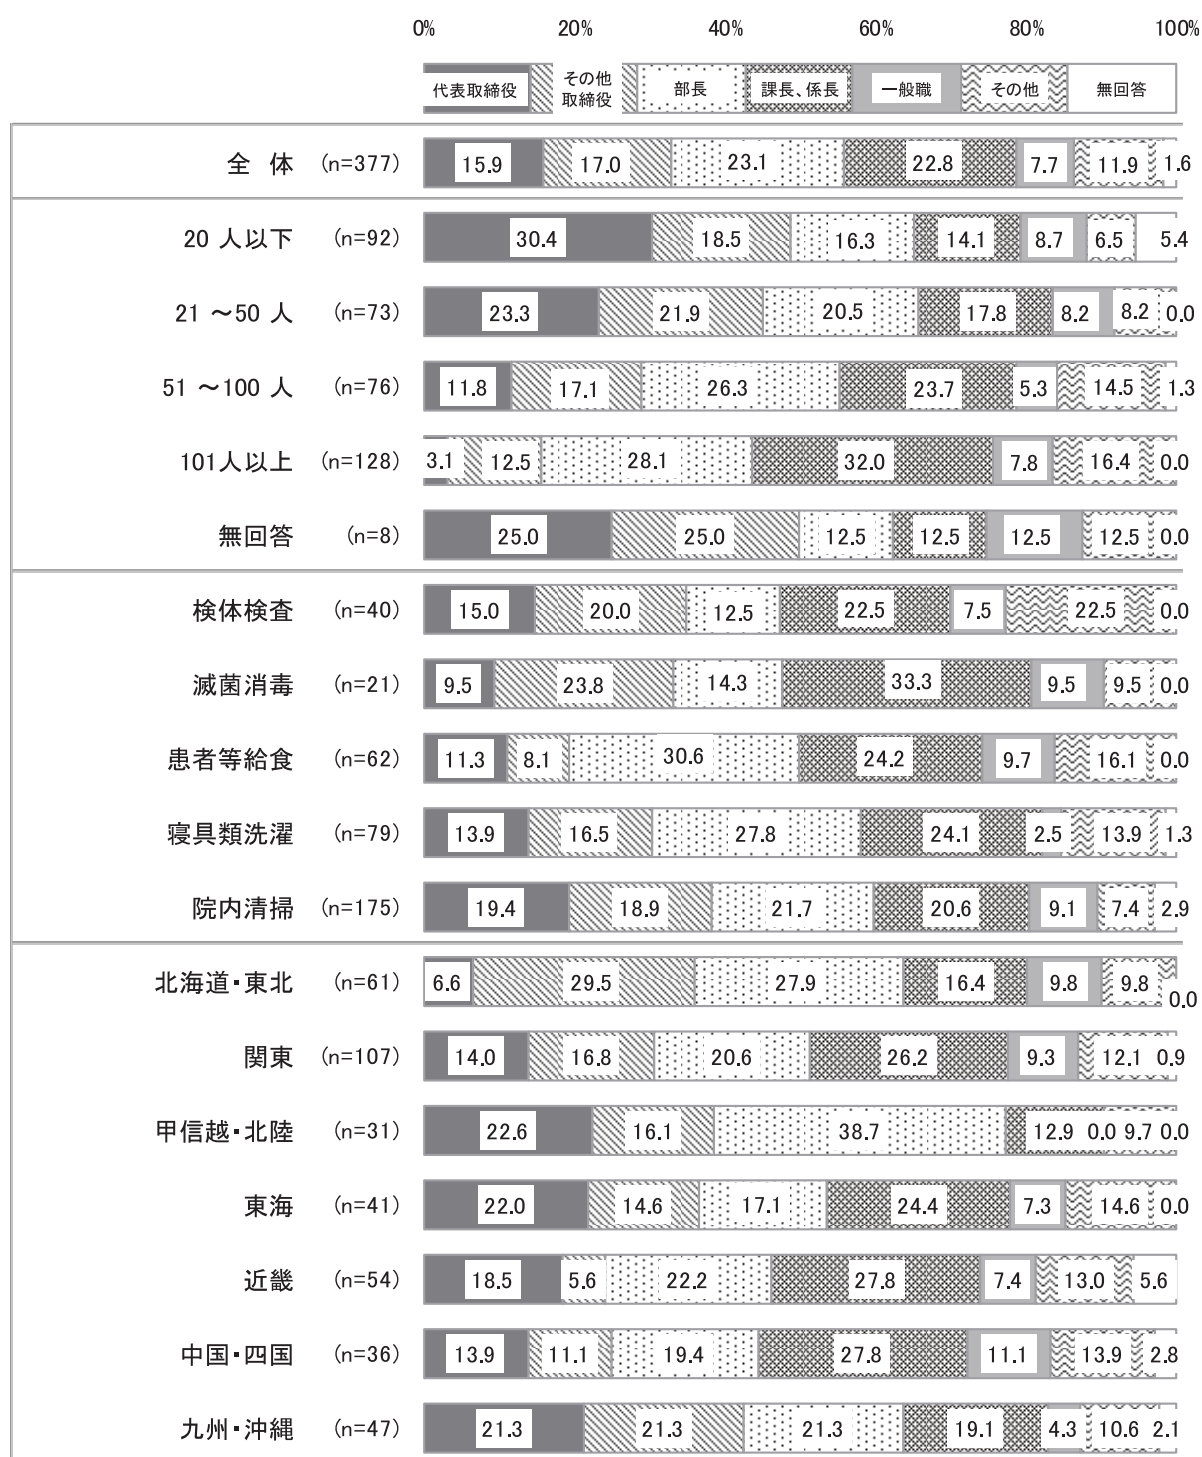 0% 20% 40% 60% 80% 100%
代表取締役 その他取締役 部長 課長、係長 一般職 その他 無回答
全 体 (n=377) 15.9 17.0 23.1 22.8 7.7 11.9 1.6
20 人以下 (n=92) 30.4 18.5 16.3 14.1 8.7 6.5 5.4
21 ～50 人 (n=73) 23.3 21.9 20.5 17.8 8.2 8.2 0.0
51 ～100 人 (n=76) 11.8 17.1 26.3 23.7 5.3 14.5 1.3
101人以上 (n=128) 3.1 12.5 28.1 32.0 7.8 16.4 0.0
無回答 (n=8) 25.0 25.0 12.5 12.5 12.5 12.5 0.0
検体検査 (n=40) 15.0 20.0 12.5 22.5 7.5 22.5 0.0
滅菌消毒 (n=21) 9.5 23.8 14.3 33.3 9.5 9.5 0.0
患者等給食 (n=62) 11.3 8.1 30.6 24.2 9.7 16.1 0.0
寝具類洗濯 (n=79) 13.9 16.5 27.8 24.1 2.5 13.9 1.3
院内清掃 (n=175) 19.4 18.9 21.7 20.6 9.1 7.4 2.9
北海道・東北 (n=61) 6.6 29.5 27.9 16.4 9.8 9.8 0.0
関東 (n=107) 14.0 16.8 20.6 26.2 9.3 12.1 0.9
甲信越・北陸 (n=31) 22.6 16.1 38.7 12.9 0.0 9.7 0.0
東海 (n=41) 22.0 14.6 17.1 24.4 7.3 14.6 0.0
近畿 (n=54) 18.5 5.6 22.2 27.8 7.4 13.0 5.6
中国・四国 (n=36) 13.9 11.1 19.4 27.8 11.1 13.9 2.8
九州・沖縄 (n=47) 21.3 21.3 21.3 19.1 4.3 10.6 2.1